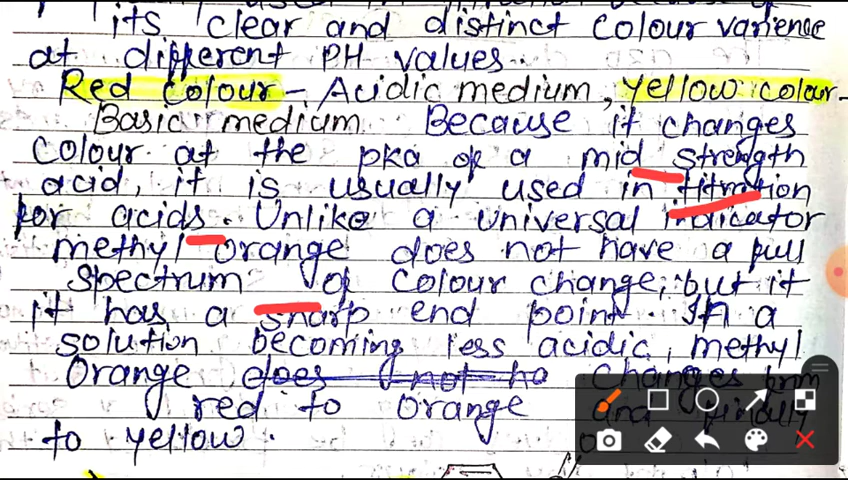 its clear and distinct colour varience
at different PH values.
Red colour - Acidic medium, yellow colour -
Basic medium. Because it changes
colour at the pka of a mid strength
acid, it is usually used in titration
for acids. Unlike a universal indicator
methyl orange does not have a full
spectrum of colour change, but it
it has a sharp end point. In a
solution becoming less acidic, methyl
Orange does not ha changes from
red to orange and finally
to yellow.